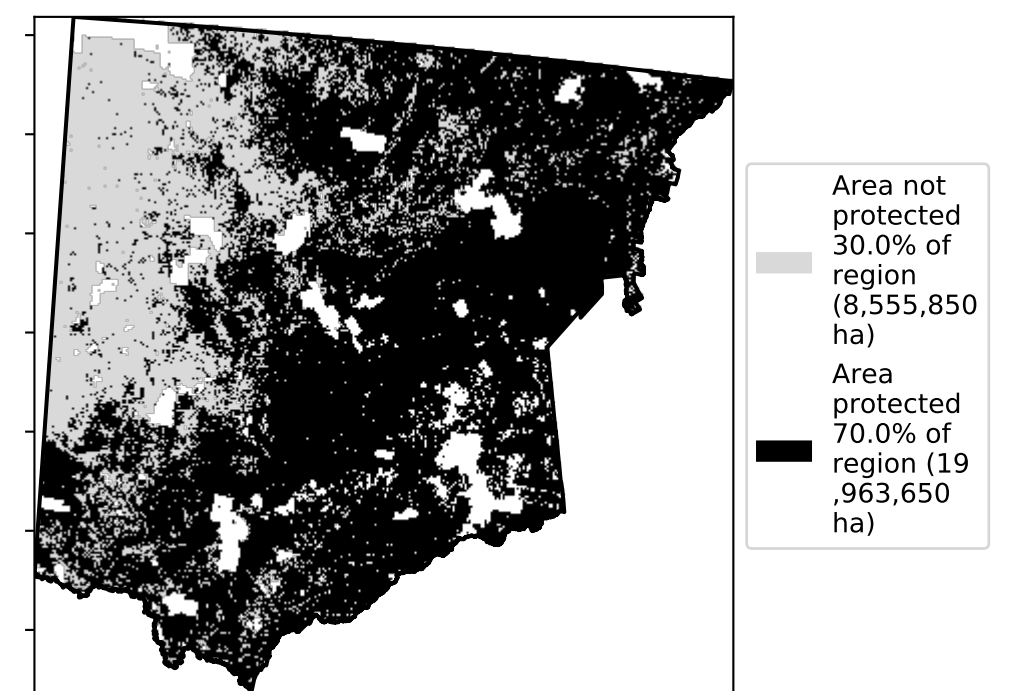 Area not
protected
30.0% of
region
(8,555,850
ha)
Area
protected
70.0% of
region (19
,963,650
ha)